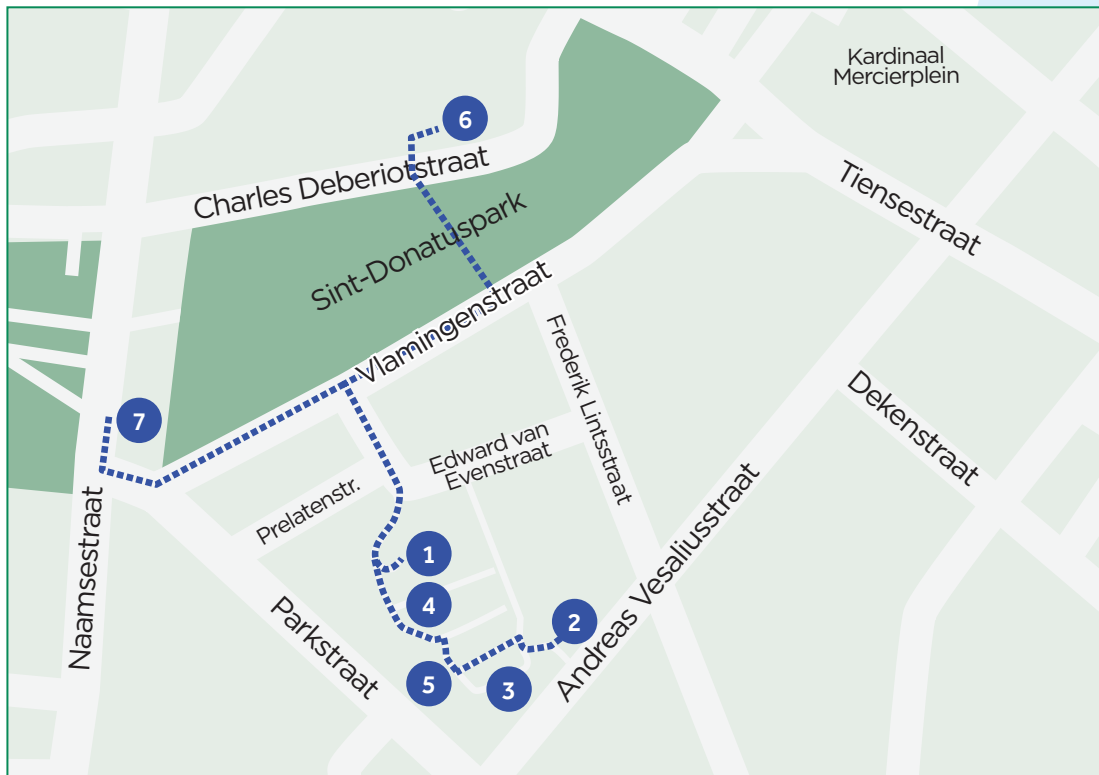 Kardinaal
Mercierplein
6
Charles Deberiotstraat
Tiensestraat
Sint-Donatuspark
Vlamingenstraat
Frederik Lintsstraat
Dekenstraat
7
Edward van
Evenstraat
Prelatenstr.
Naamsestraat
Andreas Vesaliusstraat
1
4
2
Parkstraat
5
3